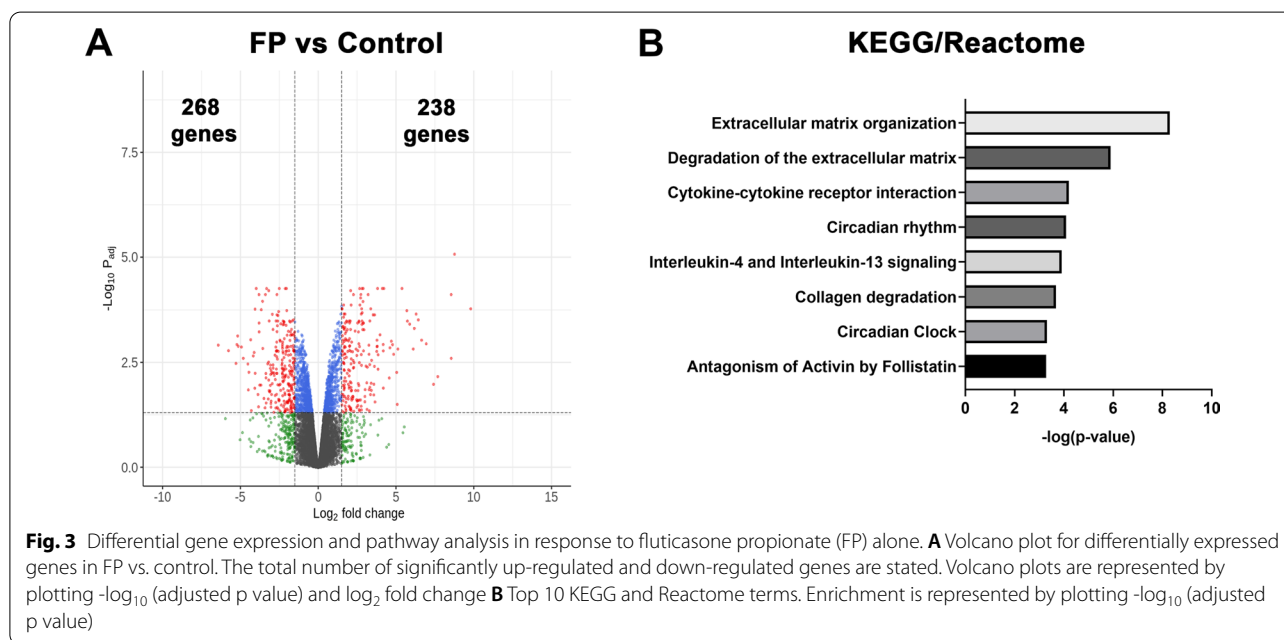 A
FP vs Control
268
genes
238
genes
7.5
5.0
2.5
0.0
-Log10 Padj
-10 -5 0 5 10 15
Log2 fold change
B
KEGG/Reactome
Extracellular matrix organization
Degradation of the extracellular matrix
Cytokine-cytokine receptor interaction
Circadian rhythm
Interleukin-4 and Interleukin-13 signaling
Collagen degradation
Circadian Clock
Antagonism of Activin by Follistatin
0 2 4 6 8 10
-log(p-value)
Fig. 3 Differential gene expression and pathway analysis in response to fluticasone propionate (FP) alone. A Volcano plot for differentially expressed
genes in FP vs. control. The total number of significantly up-regulated and down-regulated genes are stated. Volcano plots are represented by
plotting -log10 (adjusted p value) and log2 fold change B Top 10 KEGG and Reactome terms. Enrichment is represented by plotting -log10 (adjusted
p value)